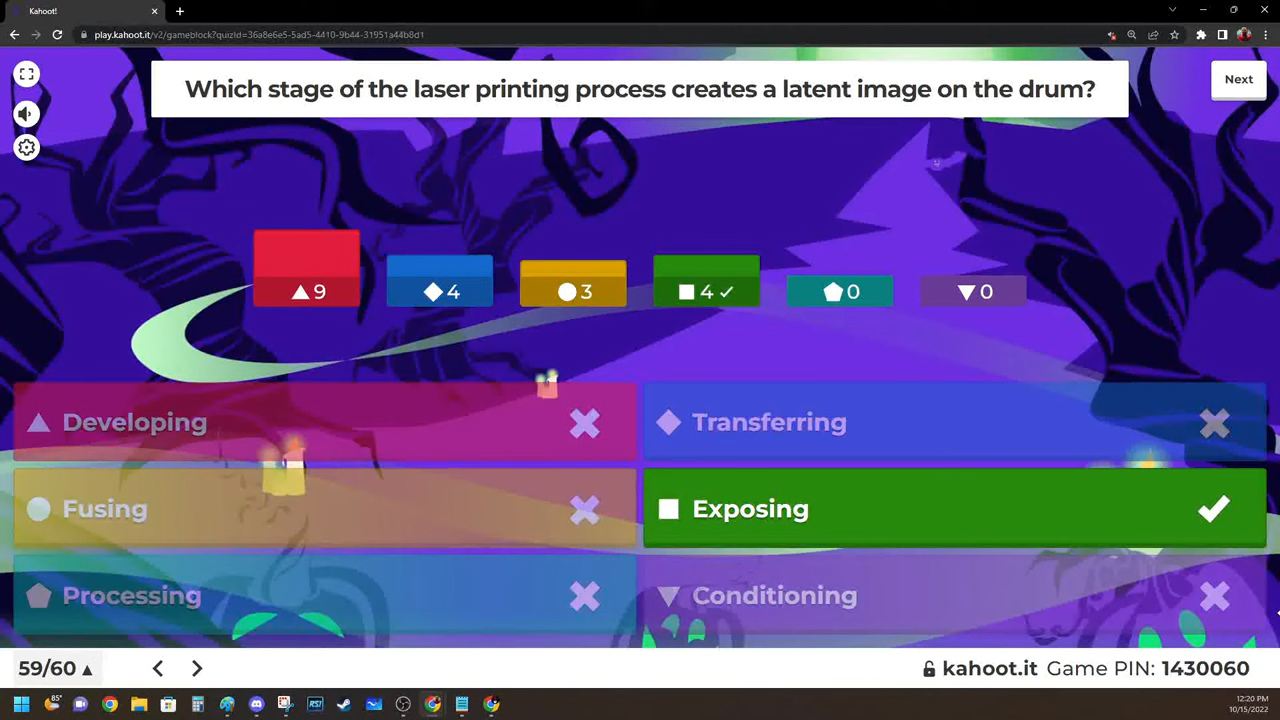 Kahoot!
play.kahoot.it/v2/gameblock?quizId=36a8e6e5-5ad5-4410-9b44-31951a44b8d1
Which stage of the laser printing process creates a latent image on the drum?
Next
9
4
3
4
0
0
Developing
Transferring
Fusing
Exposing
Processing
Conditioning
59/60
kahoot.it Game PIN: 1430060
85°
RSI
12:20 PM
10/15/2022